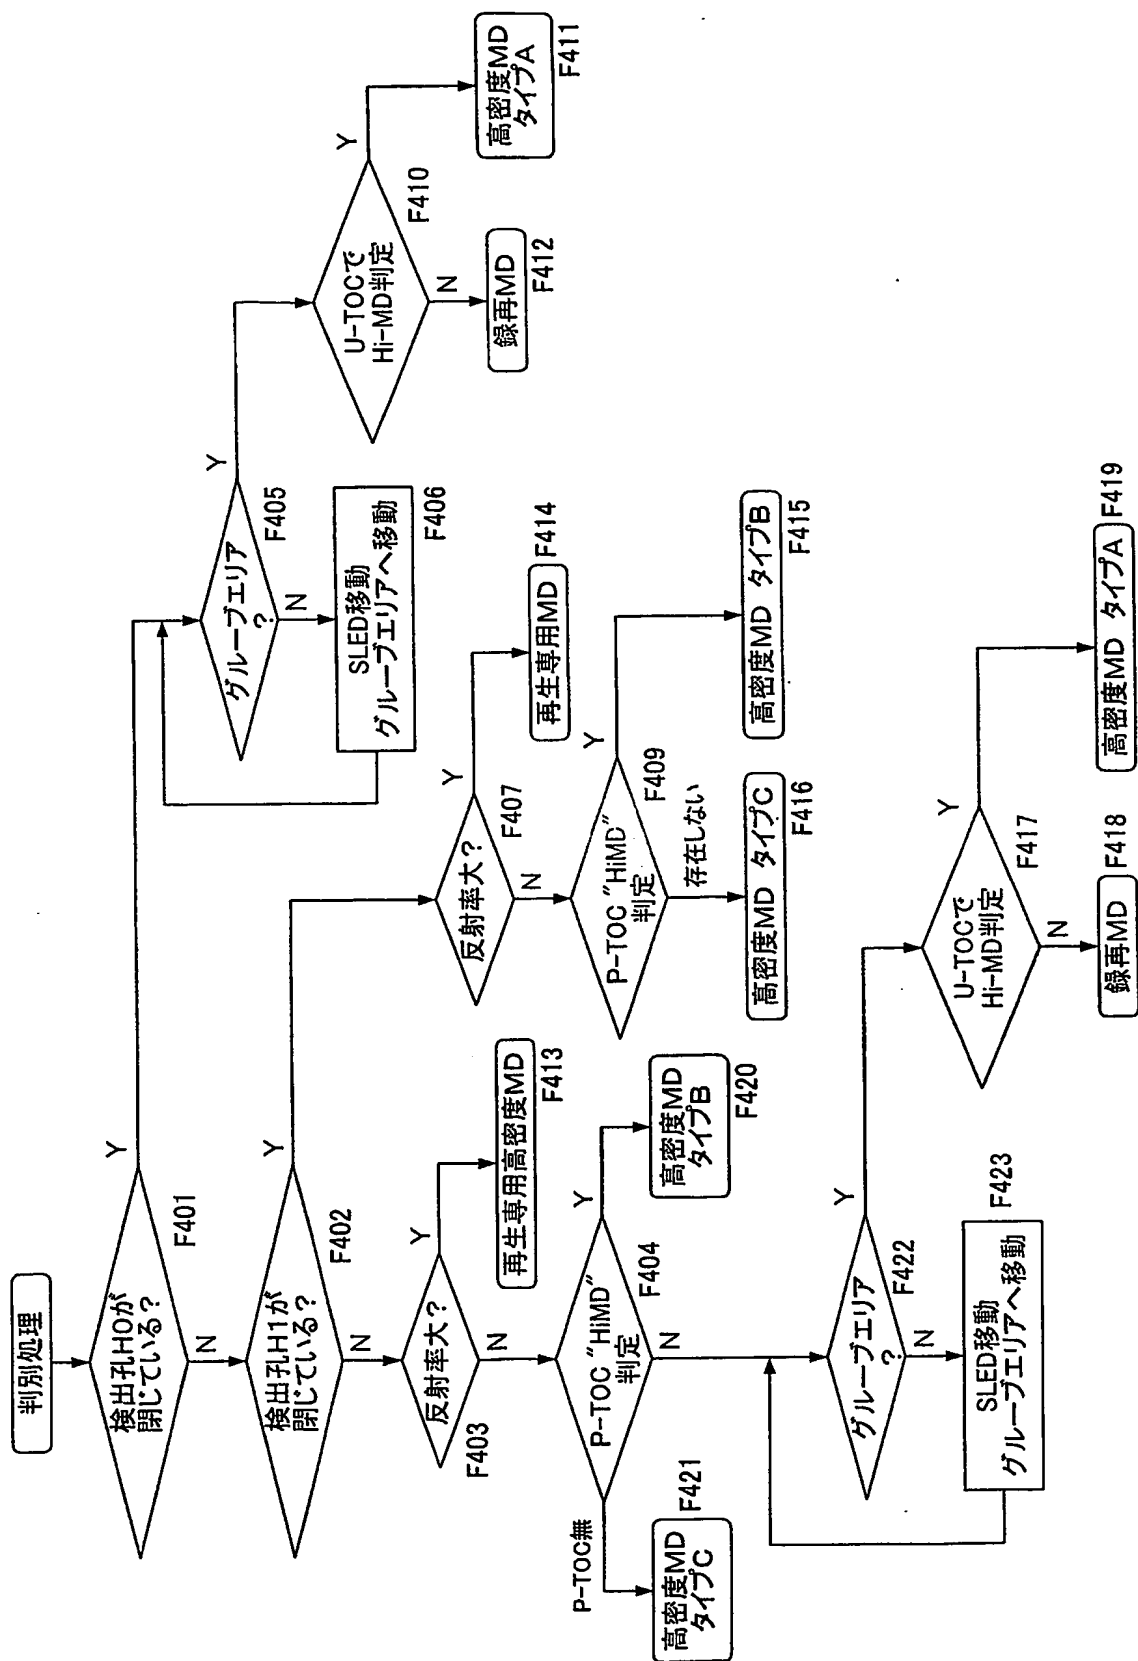 判別処理
検出孔H0が
閉じている?
F401
Y
N
検出孔H1が
閉じている?
F402
Y
N
反射率大?
F403
Y
N
再生専用高密度MD
F413
P-TOC "HiMD"
判定
F404
Y
N
P-TOC無
高密度MD
タイプB
F420
高密度MD
タイプC
F421
グルーブエリア
?
F422
Y
N
SLED移動
グルーブエリアへ移動
F423
U-TOCで
Hi-MD判定
F417
Y
N
録再MD
F418
高密度MD タイプA
F419
反射率大?
F407
Y
N
再生専用MD
F414
P-TOC "HiMD"
判定
F409
Y
存在しない
高密度MD タイプB
F415
高密度MD タイプC
F416
グルーブエリア
?
F405
Y
N
SLED移動
グルーブエリアへ移動
F406
U-TOCで
Hi-MD判定
F410
Y
N
高密度MD
タイプA
F411
録再MD
F412